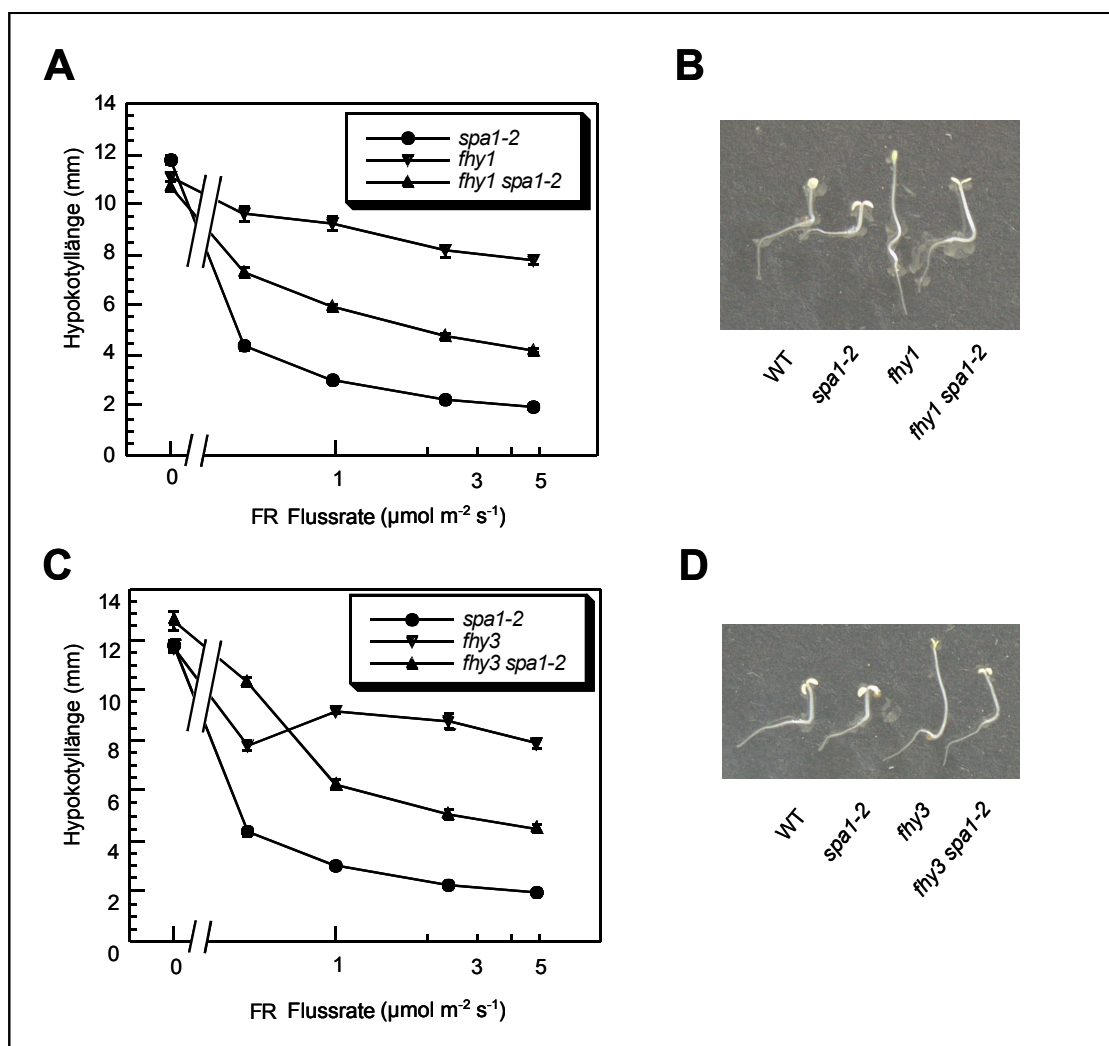 A
Hypokotyllänge (mm)
14
12
10
8
6
4
2
0
spa1-2
fhy1
fhy1 spa1-2
0
1
3
5
FR Flussrate (µmol m⁻² s⁻¹)
B
WT
spa1-2
fhy1
fhy1 spa1-2
C
Hypokotyllänge (mm)
14
12
10
8
6
4
2
0
spa1-2
fhy3
fhy3 spa1-2
0
1
3
5
FR Flussrate (µmol m⁻² s⁻¹)
D
WT
spa1-2
fhy3
fhy3 spa1-2